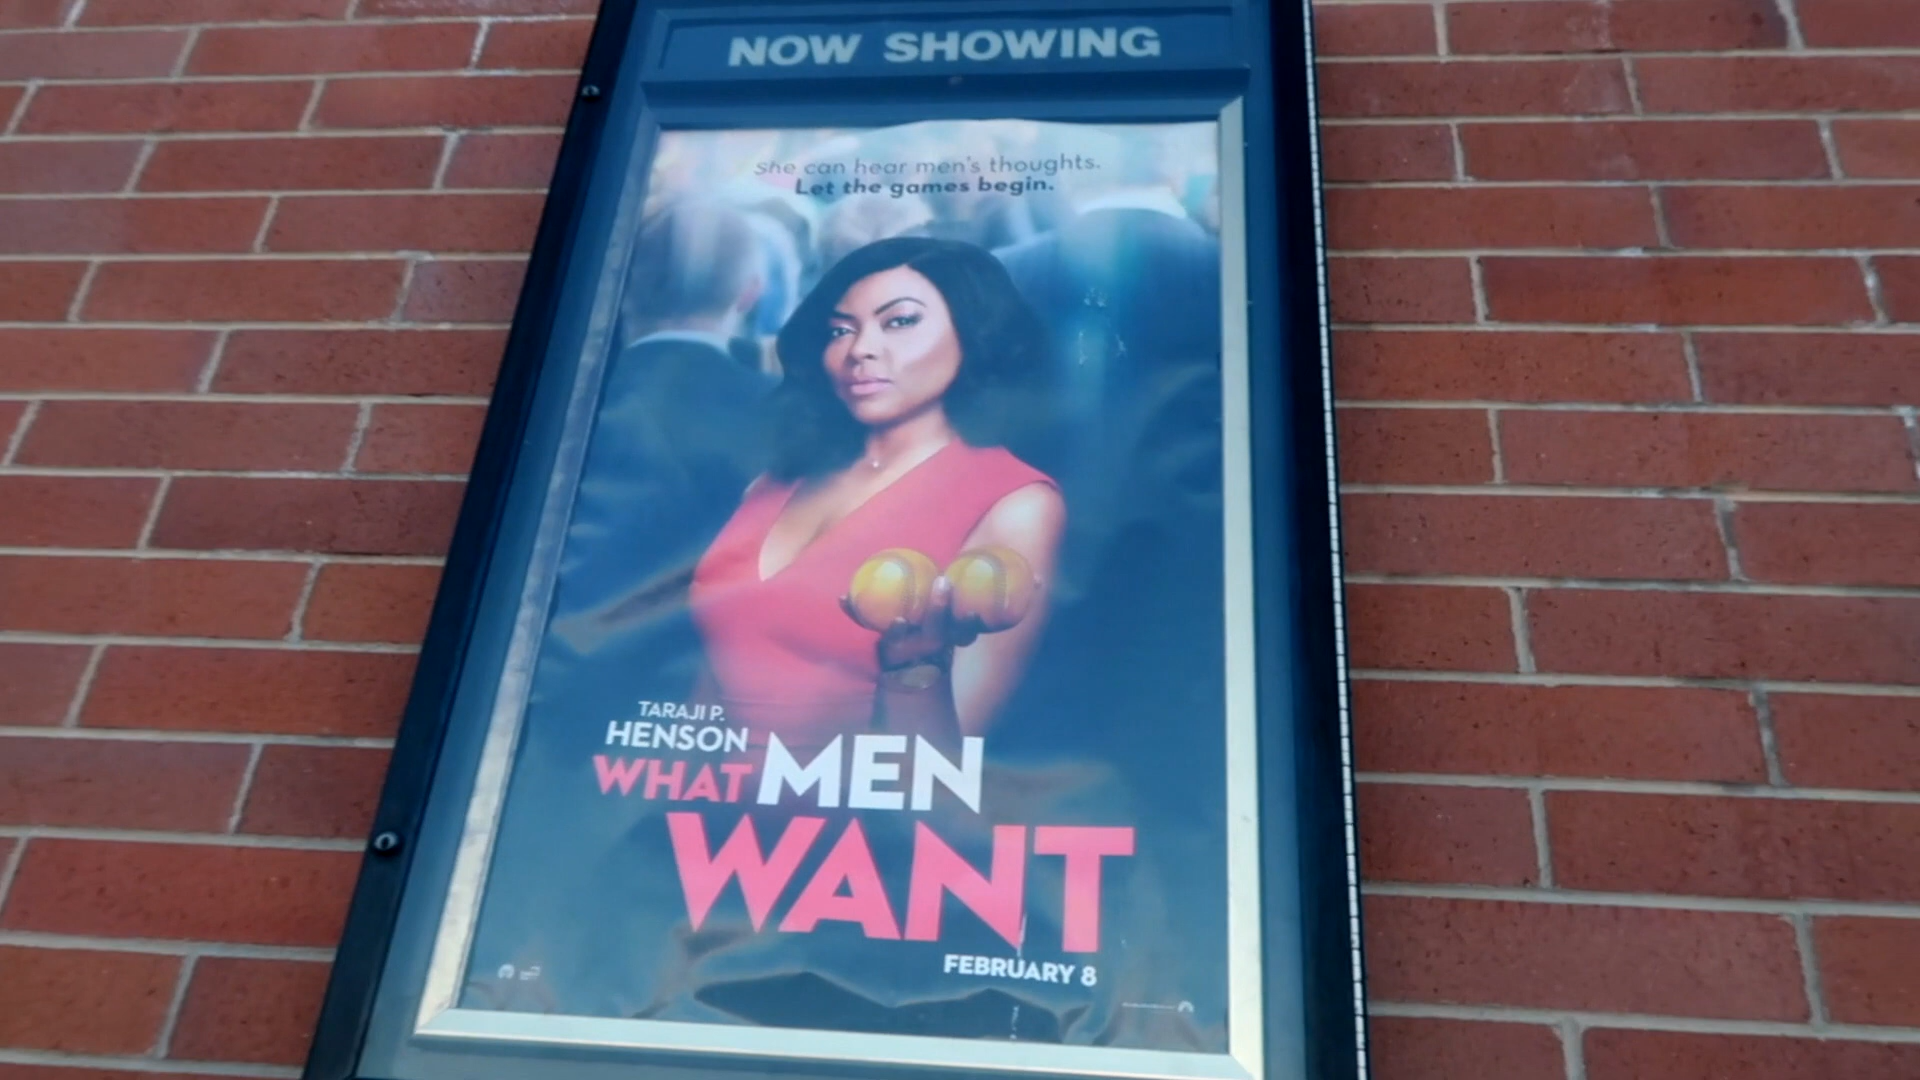 NOW SHOWING
She can hear men's thoughts.
Let the games begin.
TARAJI P.
HENSON
WHAT MEN
WANT
FEBRUARY 8